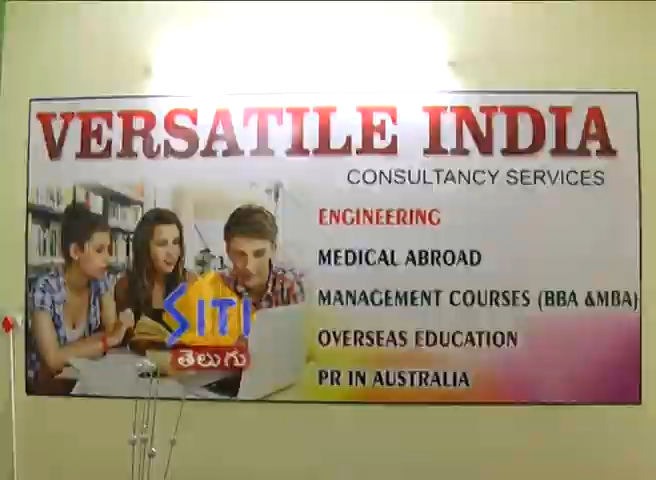 VERSATILE INDIA
CONSULTANCY SERVICES
ENGINEERING
MEDICAL ABROAD
MANAGEMENT COURSES (BBA &MBA)
OVERSEAS EDUCATION
PR IN AUSTRALIA
SITI
తెలుగు